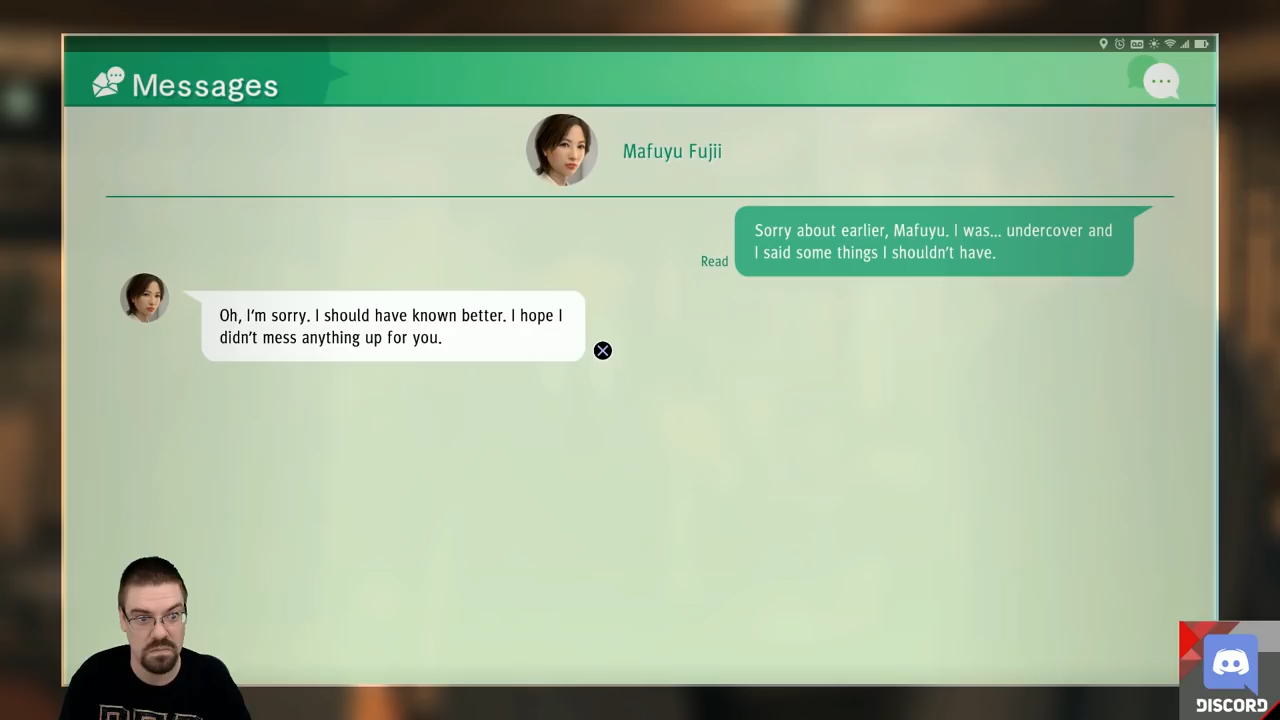 Messages
Mafuyu Fujii
Sorry about earlier, Mafuyu. I was... undercover and
I said some things I shouldn't have.
Read
Oh, I'm sorry. I should have known better. I hope I
didn't mess anything up for you.
DISCORD